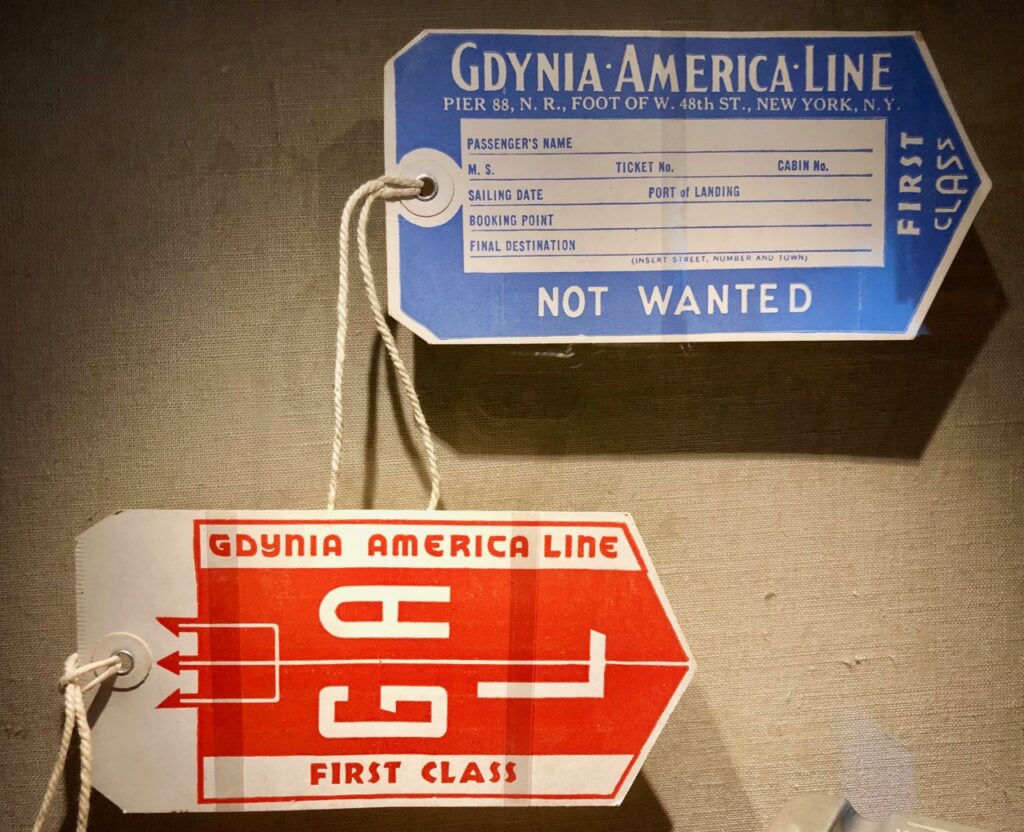 GDYNIA·AMERICA·LINE
PIER 88, N. R., FOOT OF W. 48th ST., NEW YORK, N.Y.
PASSENGER'S NAME
M. S. TICKET No. CABIN No.
SAILING DATE PORT of LANDING
BOOKING POINT
FINAL DESTINATION
(INSERT STREET, NUMBER AND TOWN)
NOT WANTED
FIRST
CLASS
GDYNIA AMERICA LINE
GA
L
FIRST CLASS